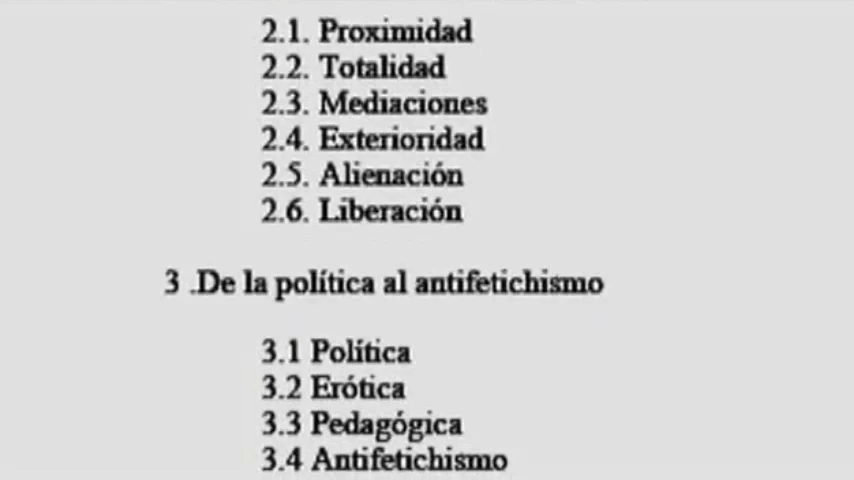 2.1. Proximidad
2.2. Totalidad
2.3. Mediaciones
2.4. Exterioridad
2.5. Alienación
2.6. Liberación
3 .De la política al antifetichismo
3.1 Política
3.2 Erótica
3.3 Pedagógica
3.4 Antifetichismo